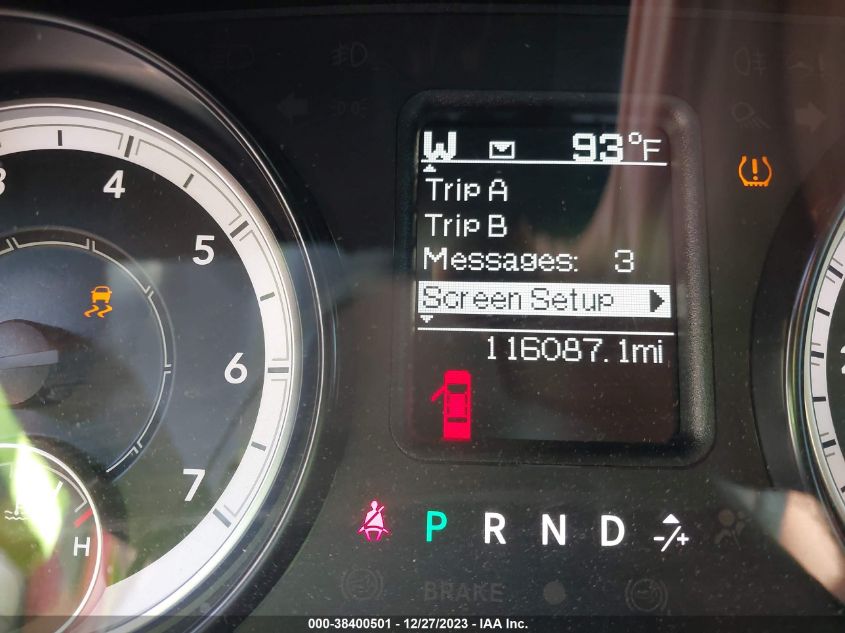 W 93°F
Trip A
Trip B
Messages: 3
Screen Setup
116087.1mi
3
4
5
6
7
H
P R N D -/+
BRAKE
000-38400501 - 12/27/2023 - IAA Inc.